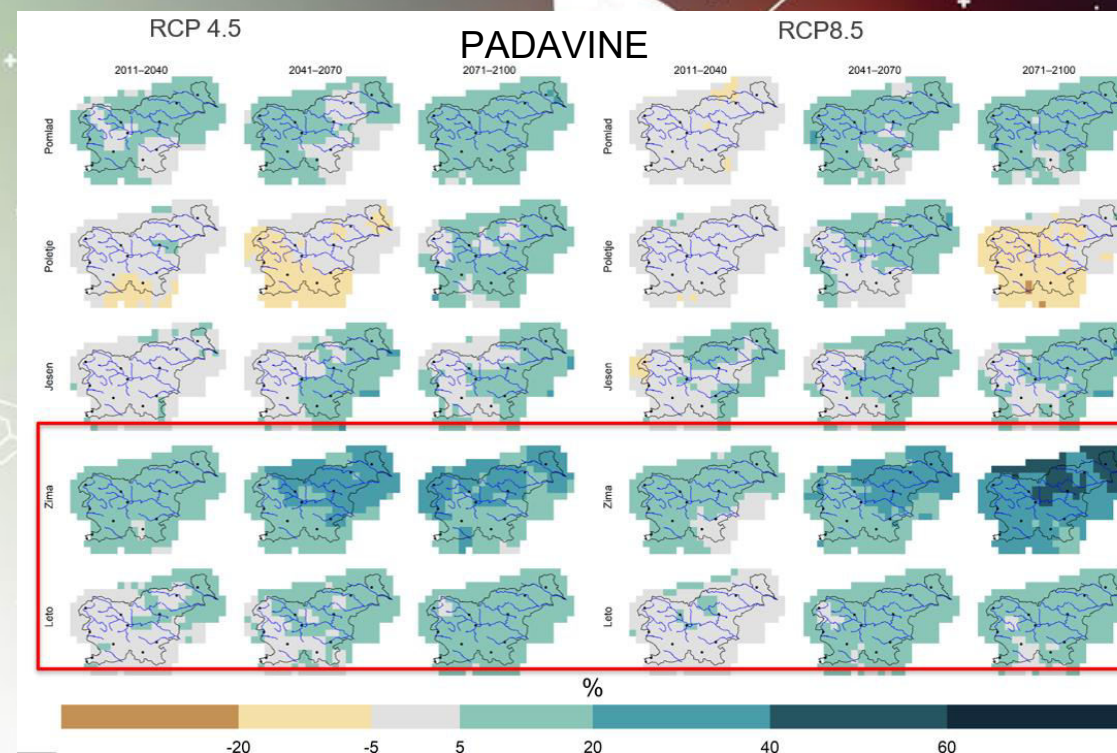 RCP 4.5
PADAVINE
RCP8.5
2011–2040
2041–2070
2071–2100
2011–2040
2041–2070
2071–2100
Pomlad
Pomlad
Poletje
Poletje
Jesen
Jesen
Zima
Zima
Leto
Leto
%
-20
-5
5
20
40
60